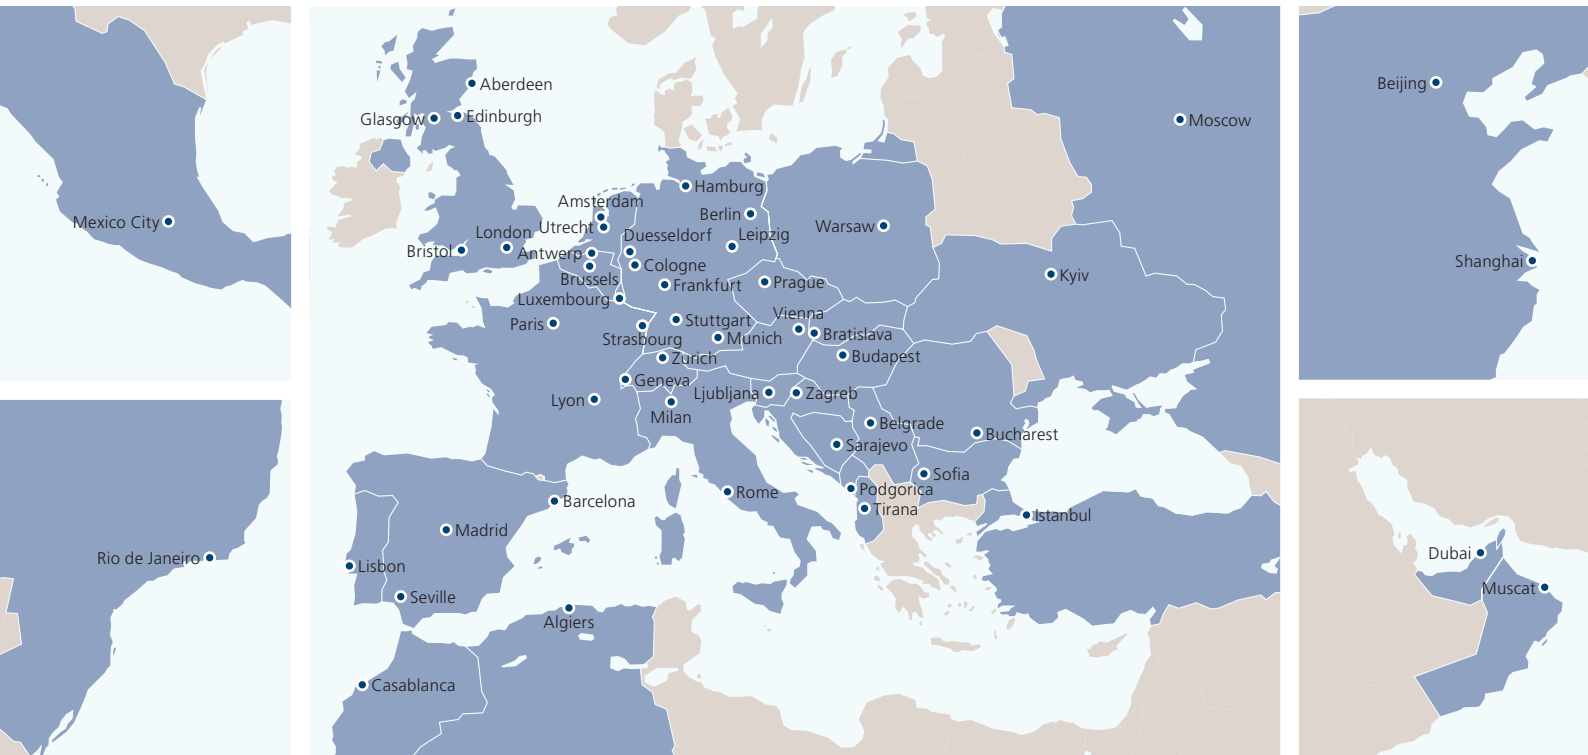 Mexico City
Rio de Janeiro
Aberdeen
Glasgow
Edinburgh
Moscow
Hamburg
Amsterdam
Berlin
Utrecht
Warsaw
London
Duesseldorf
Leipzig
Bristol
Antwerp
Cologne
Kyiv
Brussels
Frankfurt
Prague
Luxembourg
Vienna
Paris
Stuttgart
Strasbourg
Munich
Bratislava
Zurich
Budapest
Geneva
Lyon
Ljubljana
Zagreb
Milan
Belgrade
Bucharest
Sarajevo
Sofia
Rome
Podgorica
Barcelona
Tirana
Istanbul
Madrid
Lisbon
Seville
Algiers
Casablanca
Beijing
Shanghai
Dubai
Muscat